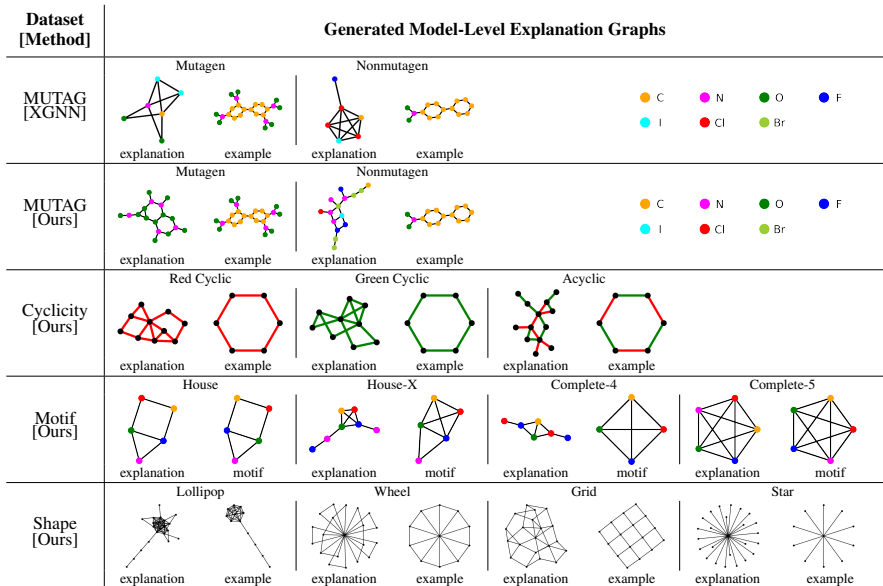 Dataset
[Method]
Generated Model-Level Explanation Graphs
MUTAG
[XGNN]
Mutagen
Nonmutagen
explanation
example
explanation
example
C
N
O
F
I
Cl
Br
MUTAG
[Ours]
Mutagen
Nonmutagen
explanation
example
explanation
example
C
N
O
F
I
Cl
Br
Cyclicity
[Ours]
Red Cyclic
Green Cyclic
Acyclic
explanation
example
explanation
example
explanation
example
Motif
[Ours]
House
House-X
Complete-4
Complete-5
explanation
motif
explanation
motif
explanation
motif
explanation
motif
Shape
[Ours]
Lollipop
Wheel
Grid
Star
explanation
example
explanation
example
explanation
example
explanation
example